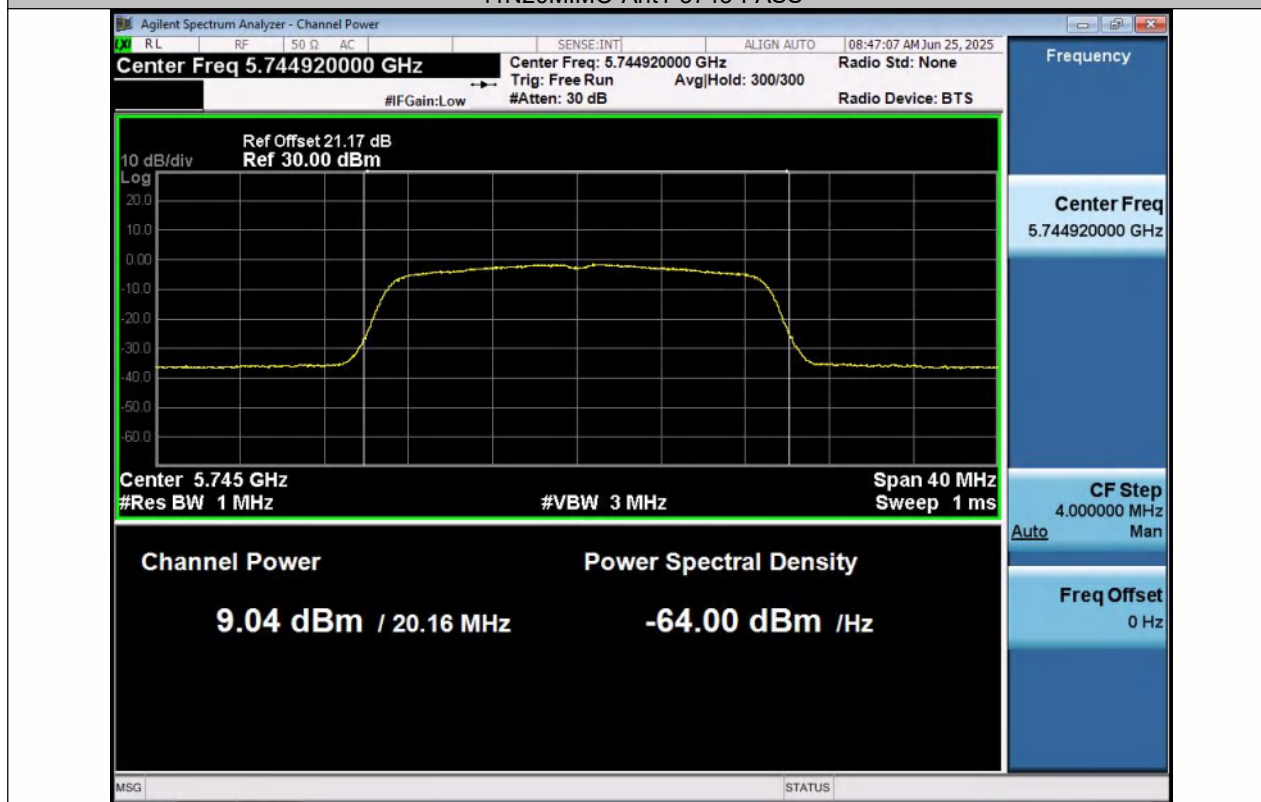 Agilent Spectrum Analyzer - Channel Power
LXI RL RF 50 Ω AC SENSE:INT ALIGN AUTO 08:47:07 AM Jun 25, 2025
Center Freq 5.744920000 GHz
Center Freq: 5.744920000 GHz
Radio Std: None
Trig: Free Run Avg|Hold: 300/300
#IFGain:Low
#Atten: 30 dB
Radio Device: BTS
Ref Offset 21.17 dB
10 dB/div Ref 30.00 dBm
Log
20.0
10.0
0.00
-10.0
-20.0
-30.0
-40.0
-50.0
-60.0
Center 5.745 GHz
Span 40 MHz
#Res BW 1 MHz
#VBW 3 MHz
Sweep 1 ms
Channel Power
Power Spectral Density
9.04 dBm / 20.16 MHz
-64.00 dBm /Hz
Frequency
Center Freq
5.744920000 GHz
CF Step
4.000000 MHz
Auto Man
Freq Offset
0 Hz
MSG
STATUS